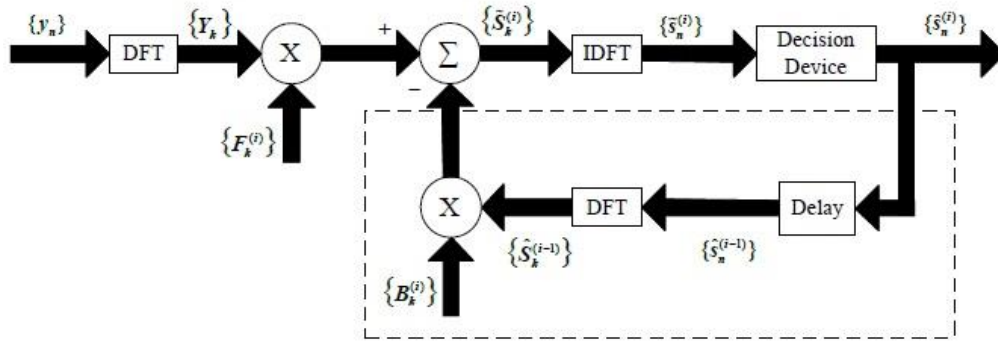 {y_n}
DFT
{Y_k}
X
{F_k^{(i)}}
+
−
Σ
{S̃_k^{(i)}}
IDFT
{s̃_n^{(i)}}
Decision
Device
{ŝ_n^{(i)}}
X
{B_k^{(i)}}
{Ŝ_k^{(i−1)}}
DFT
{ŝ_n^{(i−1)}}
Delay